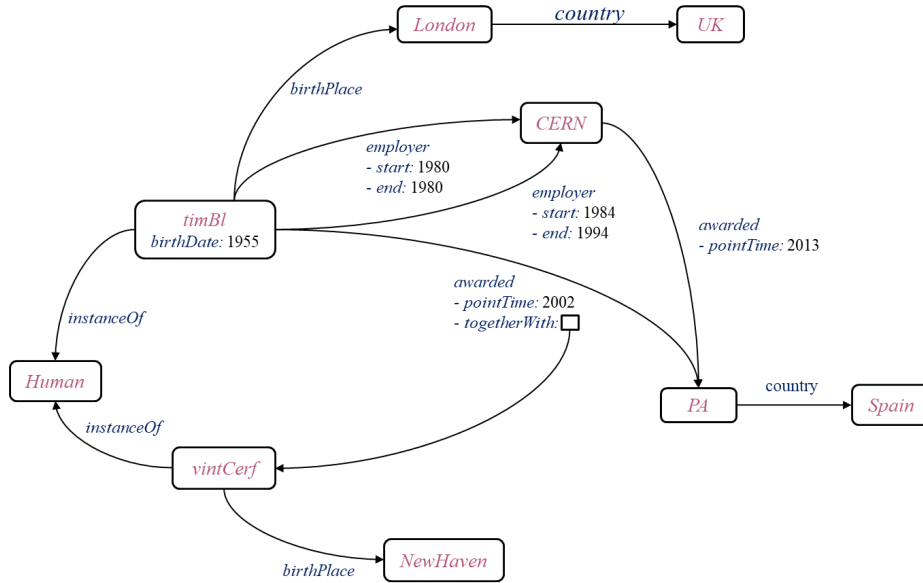 London
country
UK
birthPlace
CERN
employer
- start: 1980
- end: 1980
employer
- start: 1984
- end: 1994
awarded
- pointTime: 2013
timBl
birthDate: 1955
awarded
- pointTime: 2002
- togetherWith:
instanceOf
Human
PA
country
Spain
instanceOf
vintCerf
birthPlace
NewHaven